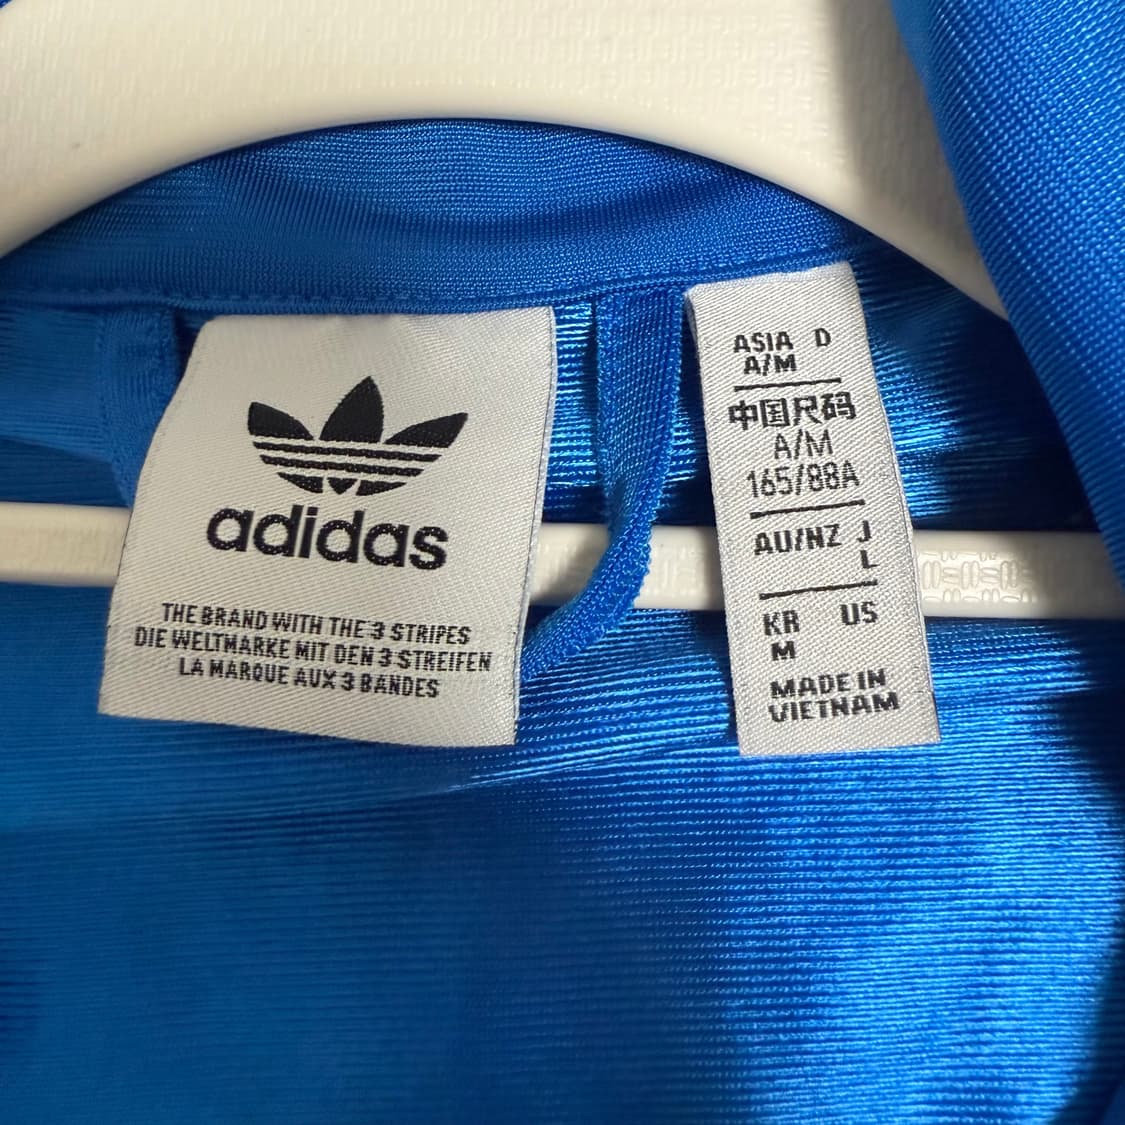 adidas
THE BRAND WITH THE 3 STRIPES
DIE WELTMARKE MIT DEN 3 STREIFEN
LA MARQUE AUX 3 BANDES
ASIA D
A/M
中国尺码
A/M
165/88A
AU/NZ J
L
KR US
M
MADE IN
VIETNAM